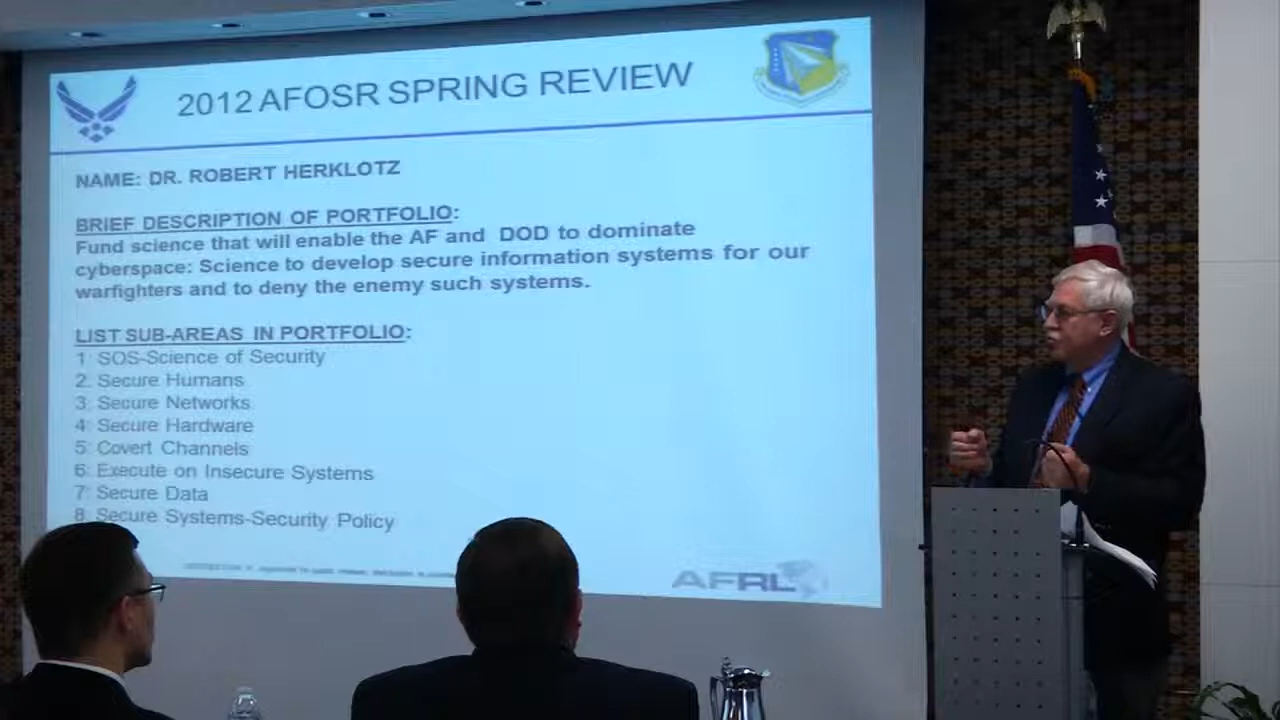 2012 AFOSR SPRING REVIEW
NAME: DR. ROBERT HERKLOTZ
BRIEF DESCRIPTION OF PORTFOLIO:
Fund science that will enable the AF and DOD to dominate
cyberspace: Science to develop secure information systems for our
warfighters and to deny the enemy such systems.
LIST SUB-AREAS IN PORTFOLIO:
1: SOS-Science of Security
2: Secure Humans
3: Secure Networks
4: Secure Hardware
5: Covert Channels
6: Execute on Insecure Systems
7: Secure Data
8: Secure Systems-Security Policy
AFRL